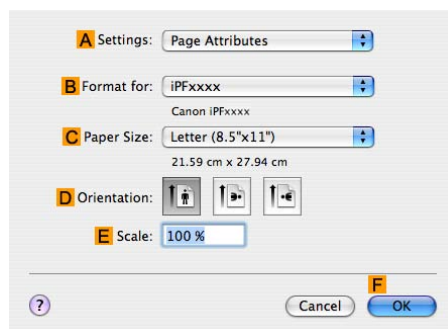 A Settings: Page Attributes
B Format for: iPFxxxx
Canon iPFxxxx
C Paper Size: Letter (8.5"x11")
21.59 cm x 27.94 cm
D Orientation:
E Scale: 100 %
F
? Cancel OK